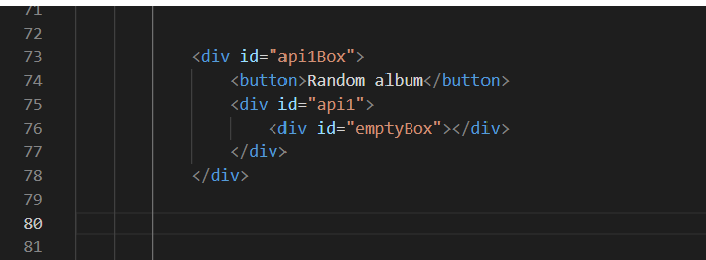 71
72
73 <div id="api1Box">
74 <button>Random album</button>
75 <div id="api1">
76 <div id="emptyBox"></div>
77 </div>
78 </div>
79
80
81